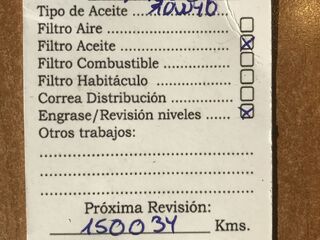 Tipo de Aceite 10W40
Filtro Aire ..................
Filtro Aceite ...............
Filtro Combustible .....
Filtro Habitáculo ........
Correa Distribución ....
Engrase/Revisión niveles ......
Otros trabajos:
Próxima Revisión:
150034 Kms.